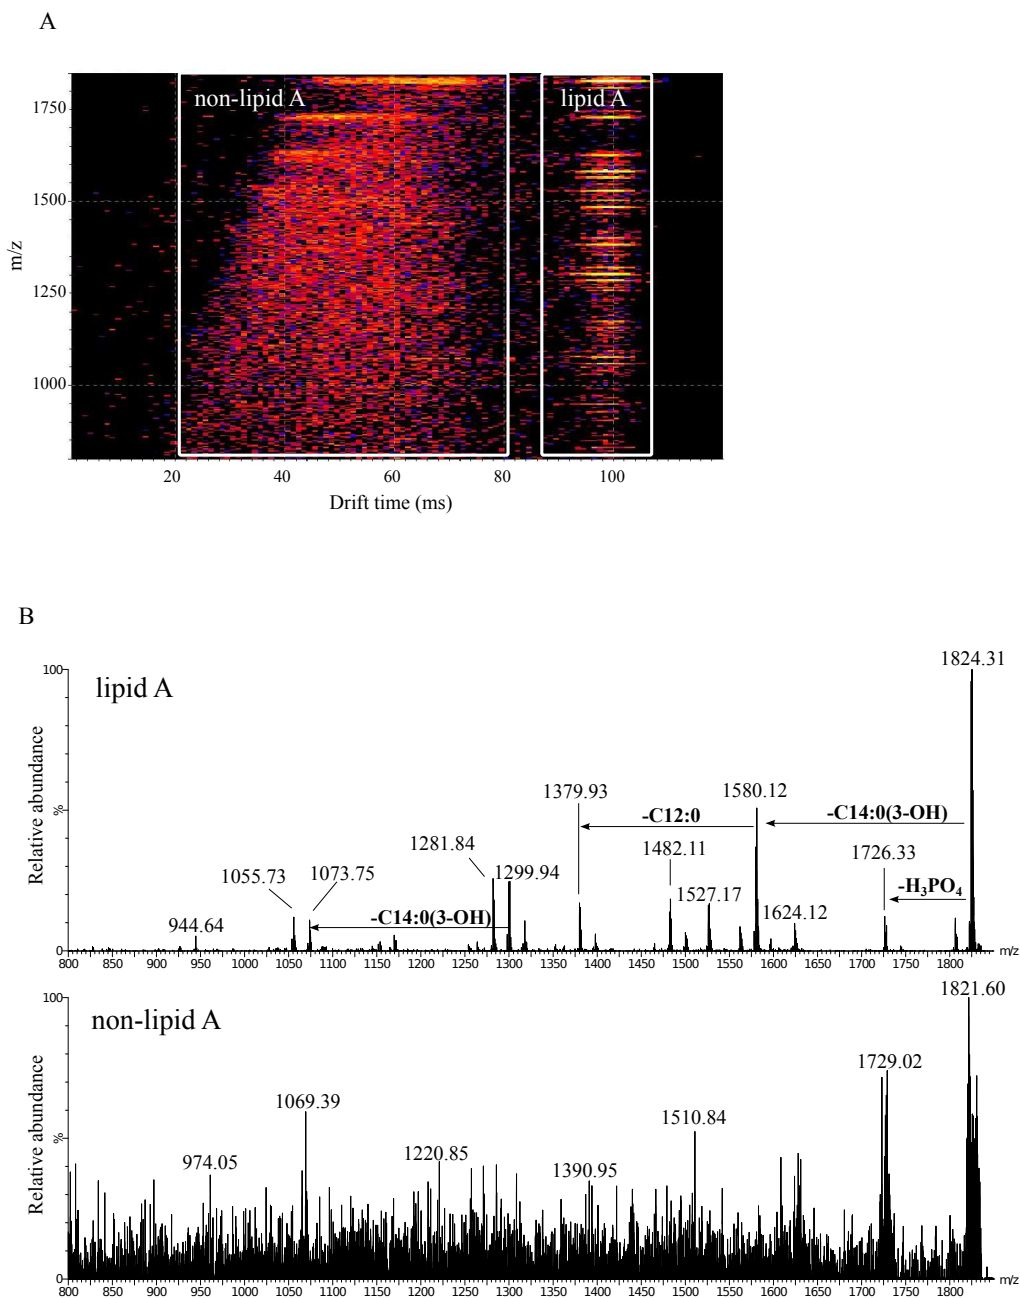 A
non-lipid A
lipid A
1750
1500
1250
1000
m/z
20 40 60 80 100
Drift time (ms)
B
lipid A
Relative abundance
100
%
0
1824.31
1379.93
1580.12
-C12:0
-C14:0(3-OH)
1281.84
1482.11
1726.33
1055.73
1073.75
1299.94
1527.17
-H₃PO₄
944.64
-C14:0(3-OH)
1624.12
800 850 900 950 1000 1050 1100 1150 1200 1250 1300 1350 1400 1450 1500 1550 1600 1650 1700 1750 1800 m/z
non-lipid A
Relative abundance
100
%
0
1821.60
1729.02
1069.39
1510.84
974.05
1220.85
1390.95
800 850 900 950 1000 1050 1100 1150 1200 1250 1300 1350 1400 1450 1500 1550 1600 1650 1700 1750 1800 m/z